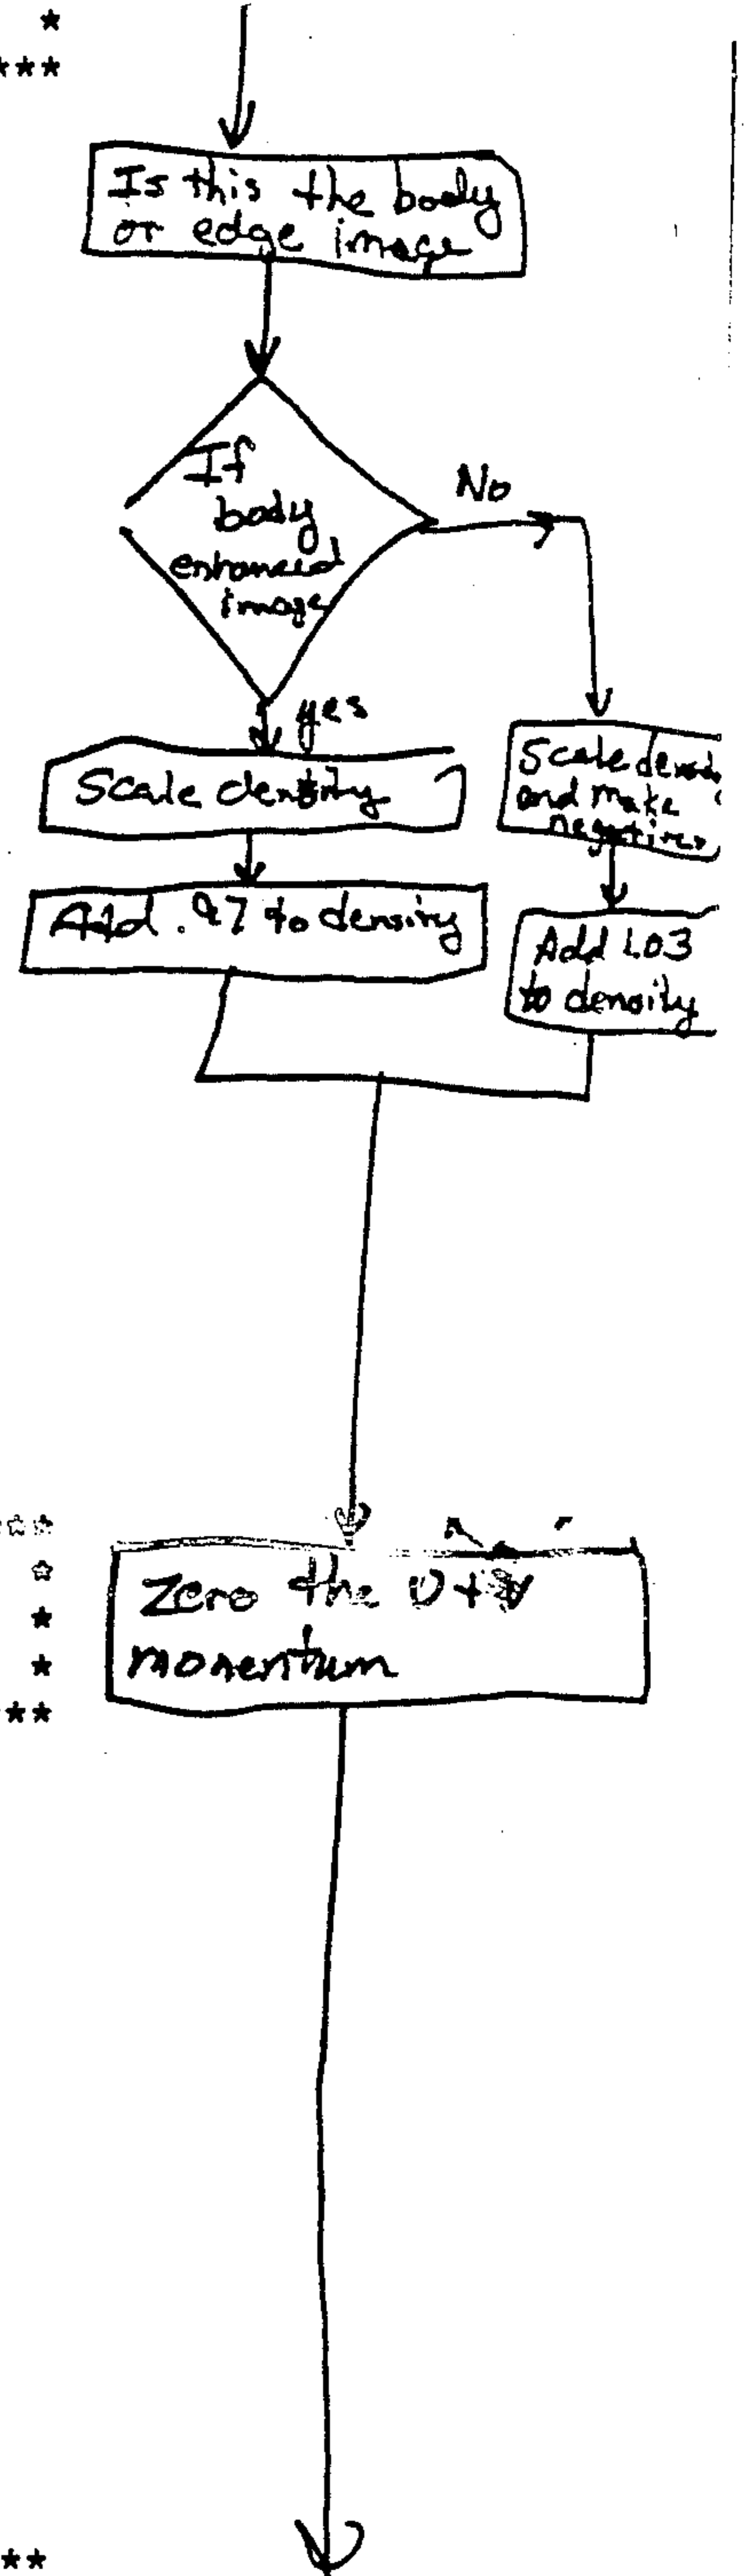 *
***
Is this the body
or edge image
If
body
enhanced
image
No
yes
Scale density
Add .97 to density
Scale
and make
negative
Add 1.03
to density
☆☆
☆
*
*
**
Zero the U + V
momentum
**